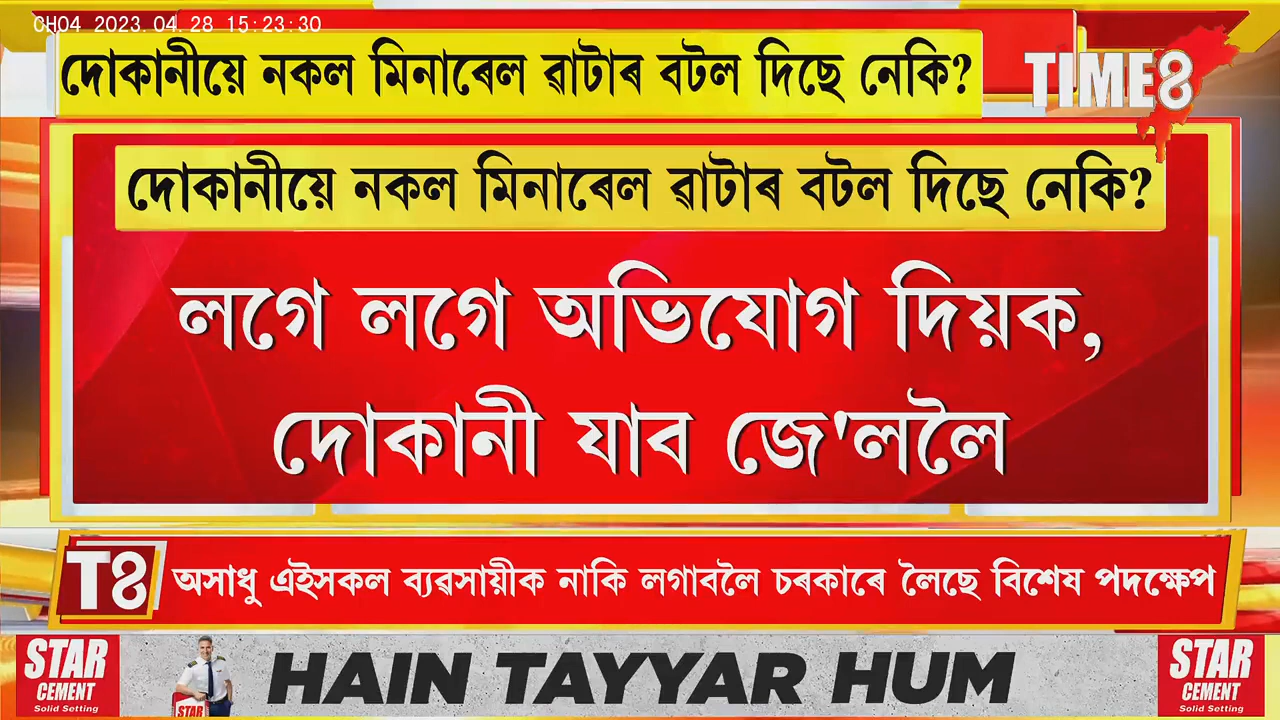 CH04 2023.04.28 15:23:30
দোকানীয়ে নকল মিনাৰেল ৱাটাৰ বটল দিছে নেকি?
TIME8
দোকানীয়ে নকল মিনাৰেল ৱাটাৰ বটল দিছে নেকি?
লগে লগে অভিযোগ দিয়ক,
দোকানী যাব জে'ললৈ
T8 অসাধু এইসকল ব্যৱসায়ীক নাকি লগাবলৈ চৰকাৰে লৈছে বিশেষ পদক্ষেপ
STAR
CEMENT
Solid Setting
STAR
HAIN TAYYAR HUM
STAR
CEMENT
Solid Setting